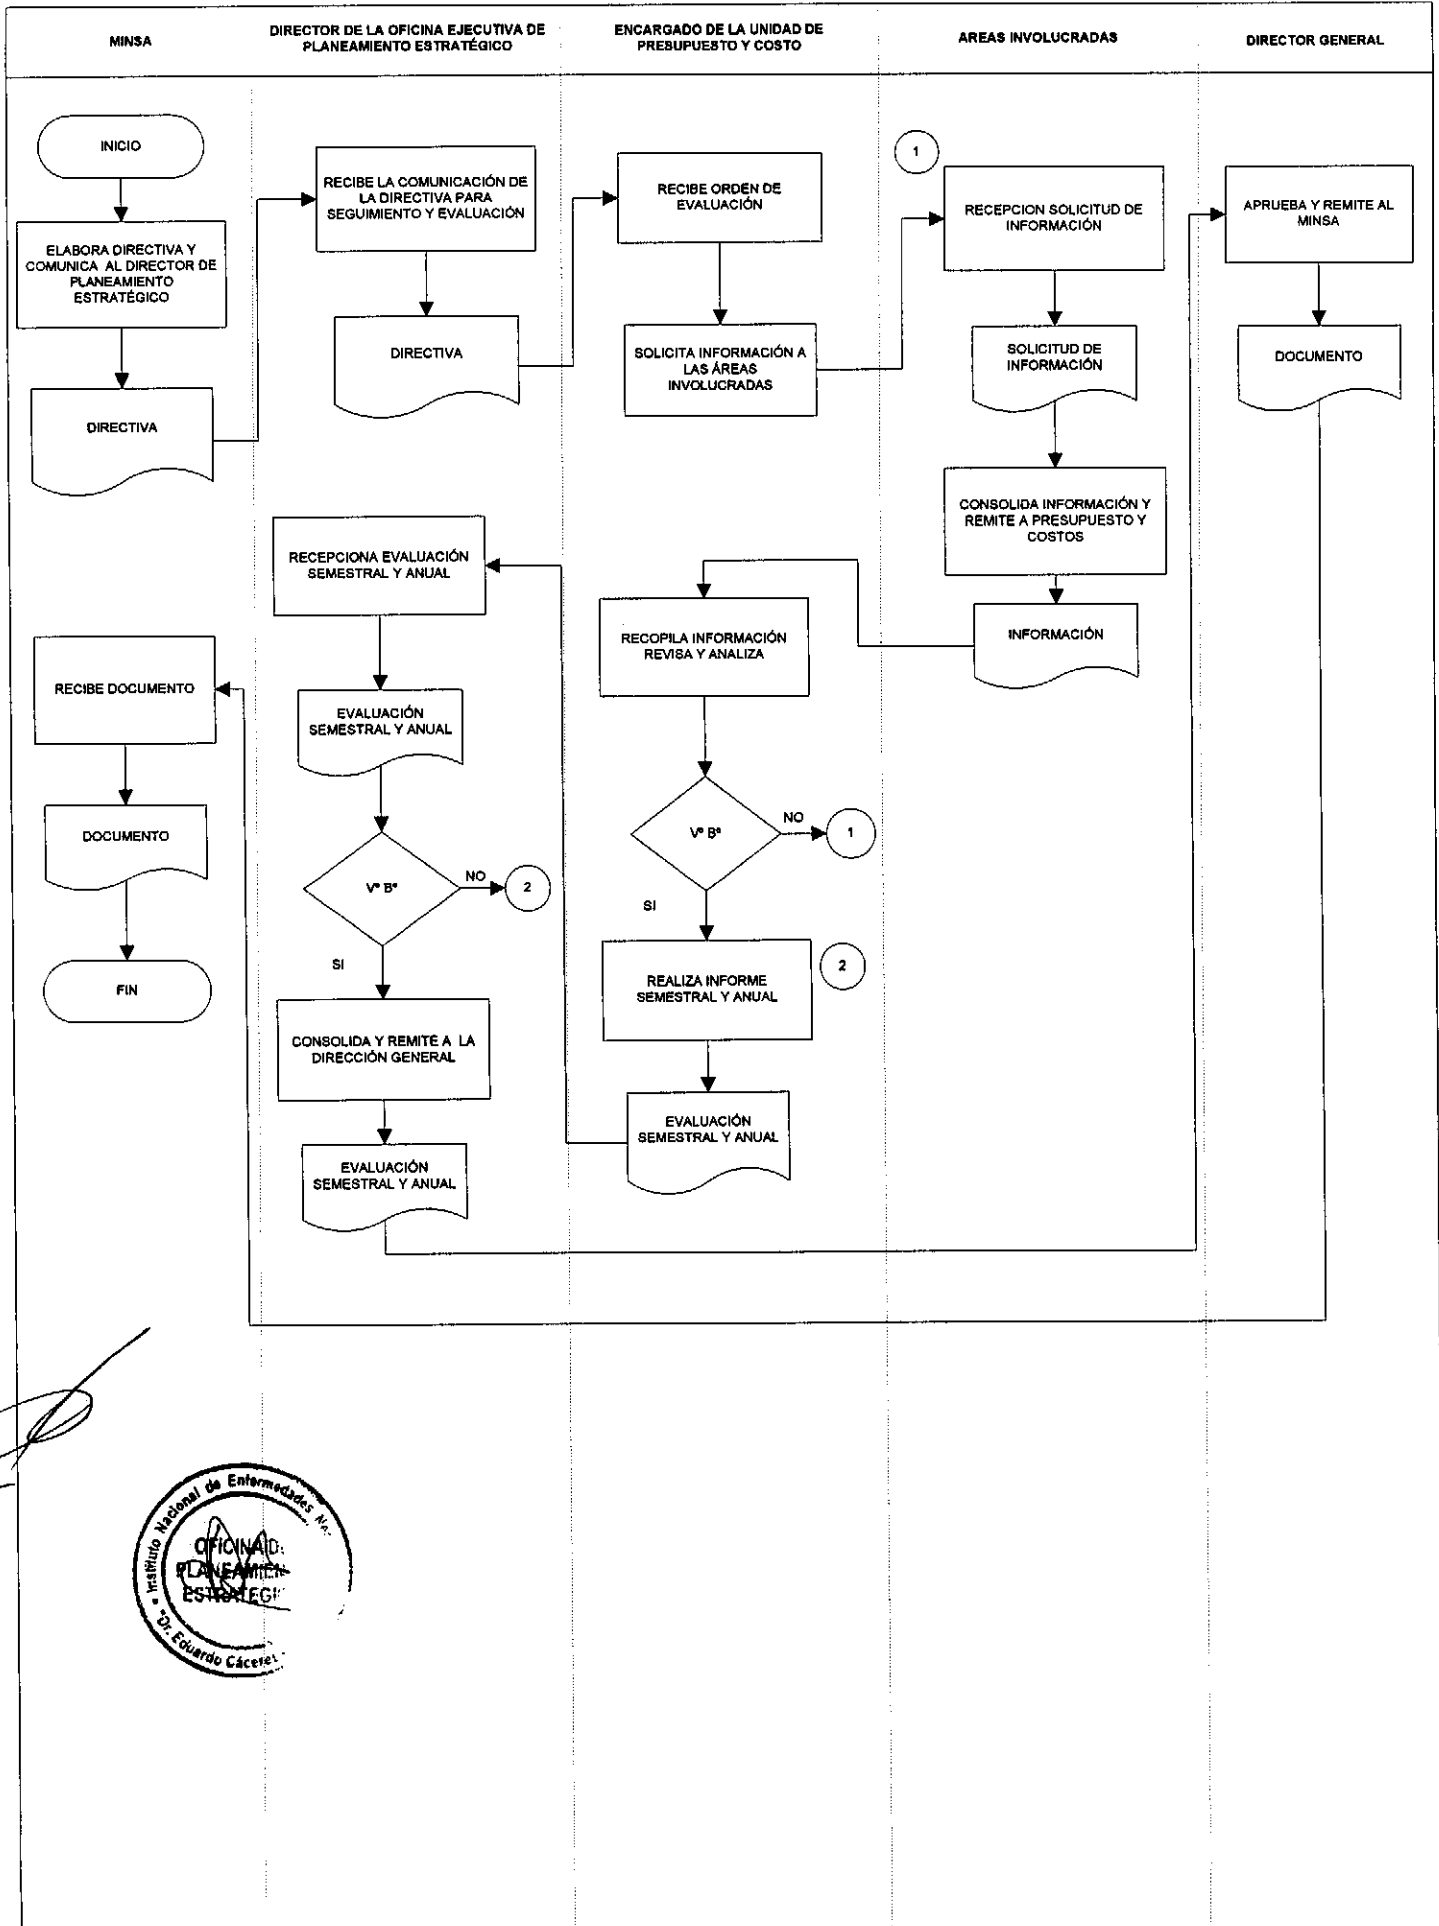 MINSA
DIRECTOR DE LA OFICINA EJECUTIVA DE
PLANEAMIENTO ESTRATÉGICO
ENCARGADO DE LA UNIDAD DE
PRESUPUESTO Y COSTO
AREAS INVOLUCRADAS
DIRECTOR GENERAL
INICIO
ELABORA DIRECTIVA Y
COMUNICA AL DIRECTOR DE
PLANEAMIENTO
ESTRATÉGICO
DIRECTIVA
RECIBE LA COMUNICACIÓN DE
LA DIRECTIVA PARA
SEGUIMIENTO Y EVALUACIÓN
DIRECTIVA
RECIBE ORDEN DE
EVALUACIÓN
SOLICITA INFORMACIÓN A
LAS ÁREAS
INVOLUCRADAS
1
RECEPCION SOLICITUD DE
INFORMACIÓN
SOLICITUD DE
INFORMACIÓN
CONSOLIDA INFORMACIÓN Y
REMITE A PRESUPUESTO Y
COSTOS
INFORMACIÓN
APRUEBA Y REMITE AL
MINSA
DOCUMENTO
RECOPILA INFORMACIÓN
REVISA Y ANALIZA
Vº Bº
NO
1
SI
REALIZA INFORME
SEMESTRAL Y ANUAL
2
EVALUACIÓN
SEMESTRAL Y ANUAL
RECEPCIONA EVALUACIÓN
SEMESTRAL Y ANUAL
EVALUACIÓN
SEMESTRAL Y ANUAL
Vº Bº
NO
2
SI
CONSOLIDA Y REMITE A LA
DIRECCIÓN GENERAL
EVALUACIÓN
SEMESTRAL Y ANUAL
RECIBE DOCUMENTO
DOCUMENTO
FIN
Instituto Nacional de Enfermedades
OFICINA
"Dr. Eduardo Cáceres